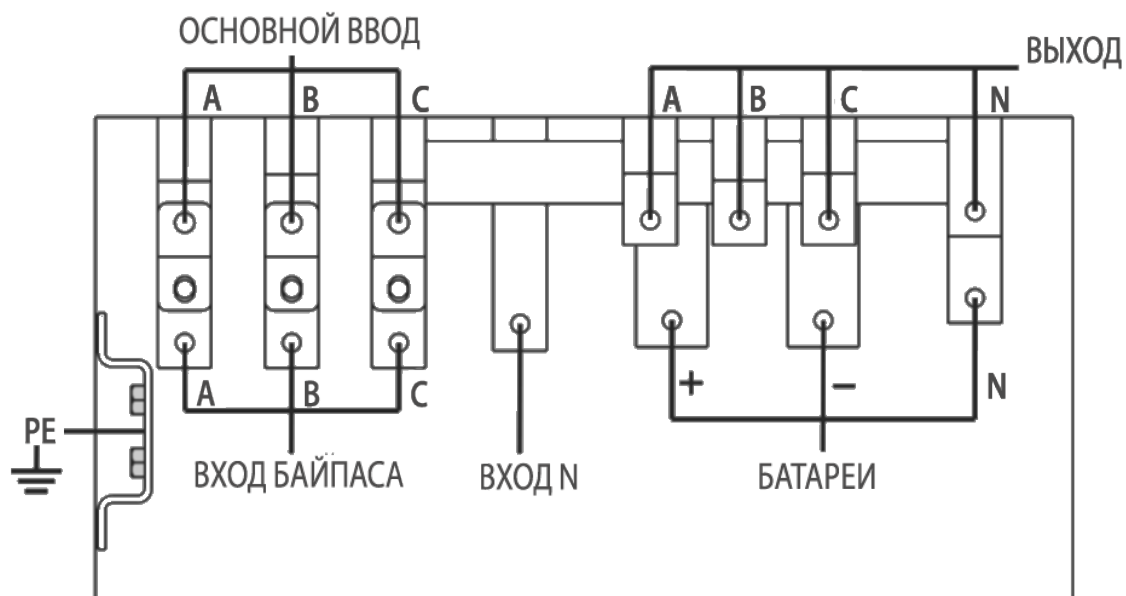 ОСНОВНОЙ ВВОД
ВЫХОД
A B C A B C N
+ − N
A B C
PE
ВХОД БАЙПАСА
ВХОД N
БАТАРЕИ